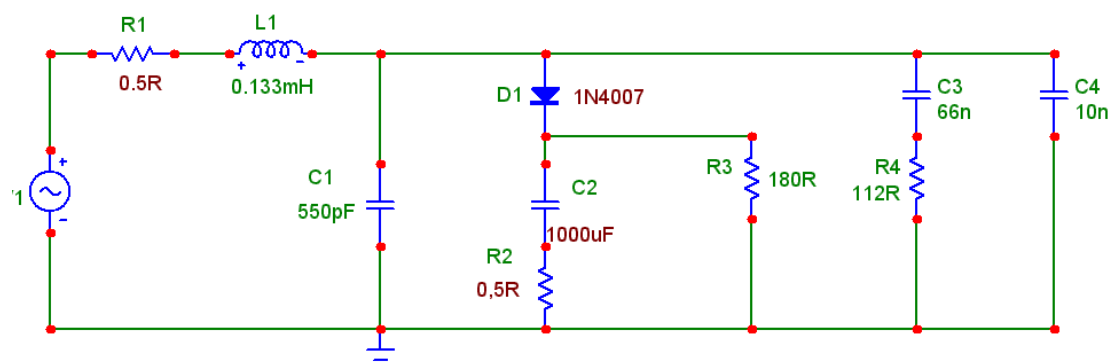 R1
0.5R
L1
+ -
0.133mH
+
-
1
C1
550pF
D1
1N4007
C2
1000uF
R2
0,5R
R3
180R
C3
66n
R4
112R
C4
10n